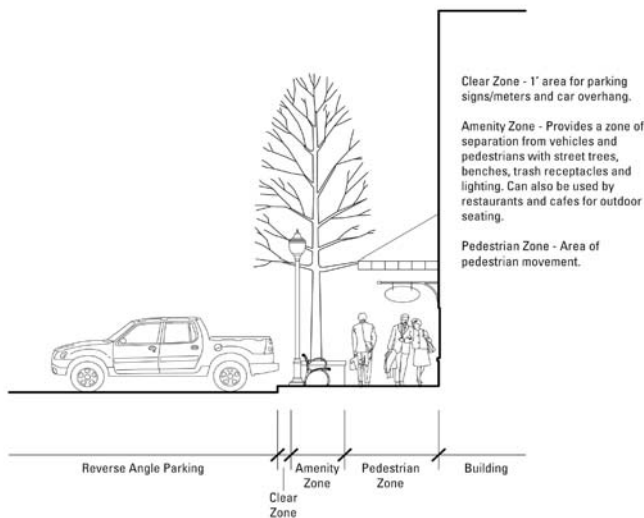 Clear Zone - 1' area for parking
signs/meters and car overhang.
Amenity Zone - Provides a zone of
separation from vehicles and
pedestrians with street trees,
benches, trash receptacles and
lighting. Can also be used by
restaurants and cafes for outdoor
seating.
Pedestrian Zone - Area of
pedestrian movement.
Reverse Angle Parking
Clear
Zone
Amenity
Zone
Pedestrian
Zone
Building